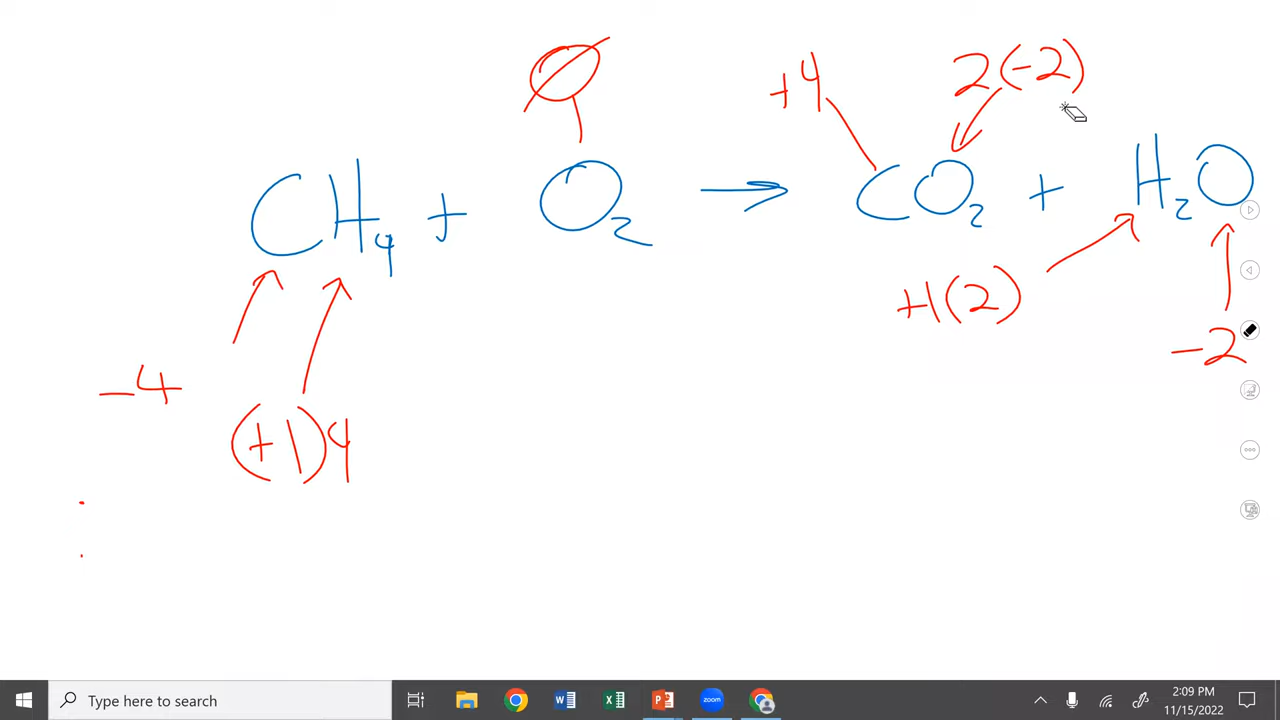 ∅ +4 2(-2)
CH₄ + O₂ → CO₂ + H₂O
+1(2) -2
-4
(+1)4
Type here to search
2:09 PM
11/15/2022